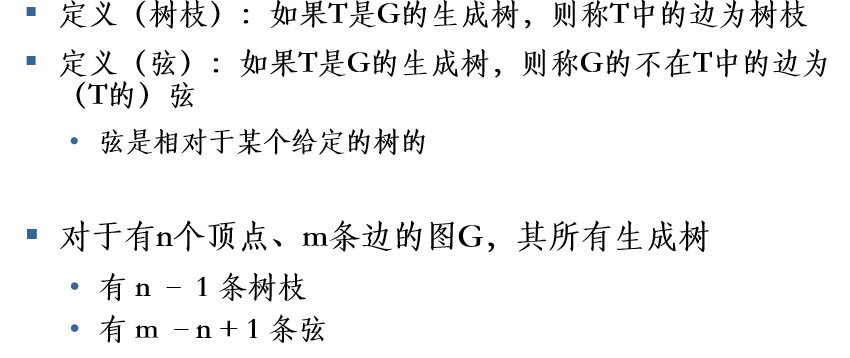 ▪ 定义（树枝）：如果T是G的生成树，则称T中的边为树枝
▪ 定义（弦）：如果T是G的生成树，则称G的不在T中的边为
（T的）弦
• 弦是相对于某个给定的树的
▪ 对于有n个顶点、m条边的图G，其所有生成树
• 有 n － 1 条树枝
• 有 m －n＋1 条弦